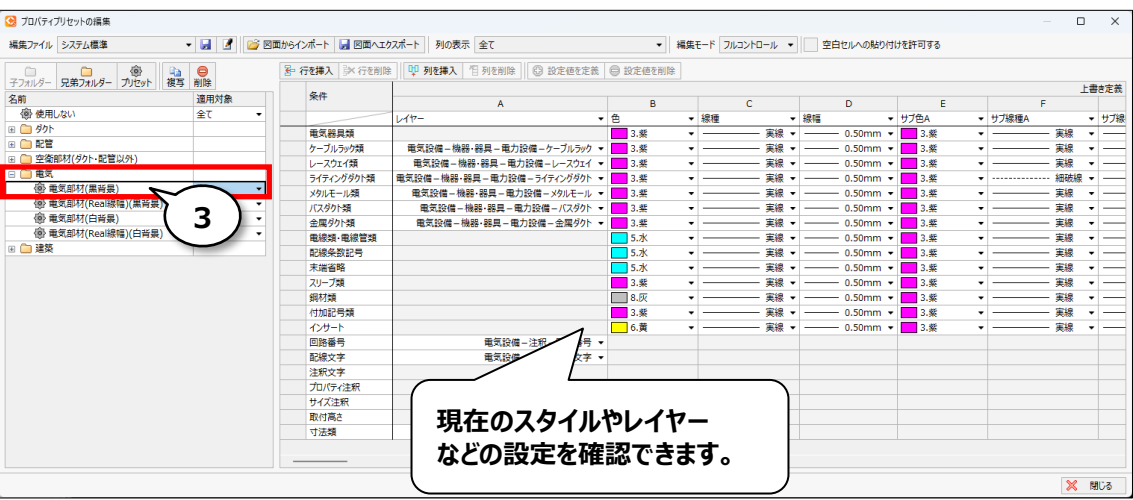 プロパティプリセットの編集
編集ファイル システム標準 図面からインポート 図面へエクスポート 列の表示 全て 編集モード フルコントロール 空白セルへの貼り付けを許可する
子フォルダー 兄弟フォルダー プリセット 複写 削除 行を挿入 行を削除 列を挿入 列を削除 設定値を定義 設定値を削除
名前 適用対象
使用しない 全て
ダクト
配管
空衛部材(ダクト・配管以外)
電気
電気部材(黒背景)
電気部材(Real線幅)(黒背景)
電気部材(白背景)
電気部材(Real線幅)(白背景)
建築
3
条件 上書き定義
A B C D E F
レイヤー 色 線種 線幅 サブ色A サブ線種A サブ線
電気器具類 3.紫 実線 0.50mm 3.紫 実線
ケーブルラック類 電気設備－機器・器具－電力設備－ケーブルラック 3.紫 実線 0.50mm 3.紫 実線
レースウェイ類 電気設備－機器・器具－電力設備－レースウェイ 3.紫 実線 0.50mm 3.紫 実線
ライティングダクト類 電気設備－機器・器具－電力設備－ライティングダクト 3.紫 実線 0.50mm 3.紫 細破線
メタルモール類 電気設備－機器・器具－電力設備－メタルモール 3.紫 実線 0.50mm 3.紫 実線
バスダクト類 電気設備－機器・器具－電力設備－バスダクト 3.紫 実線 0.50mm 3.紫 実線
金属ダクト類 電気設備－機器・器具－電力設備－金属ダクト 3.紫 実線 0.50mm 3.紫 実線
電線類・電線管類 5.水 実線 0.50mm 3.紫 実線
配線条数記号 5.水 実線 0.50mm 3.紫 実線
末端省略 5.水 実線 0.50mm 3.紫 実線
スリーブ類 3.紫 実線 0.50mm 3.紫 実線
鋼材類 8.灰 実線 0.50mm 3.紫 実線
付加記号類 3.紫 実線 0.50mm 3.紫 実線
インサート 6.黄 実線 0.50mm 3.紫 実線
回路番号 電気設備－注釈 号
配線文字 電気設備 文字
注釈文字
プロパティ注釈
サイズ注釈
取付高さ
寸法類
現在のスタイルやレイヤー
などの設定を確認できます。
閉じる